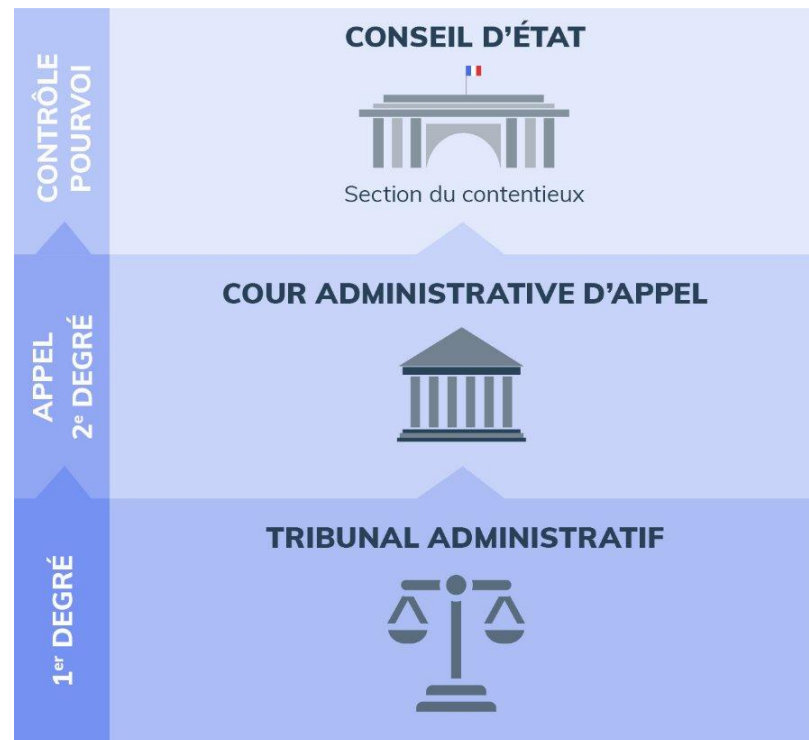 CONTRÔLE
POURVOI
CONSEIL D’ÉTAT
Section du contentieux
APPEL
2e DEGRÉ
COUR ADMINISTRATIVE D’APPEL
1er DEGRÉ
TRIBUNAL ADMINISTRATIF